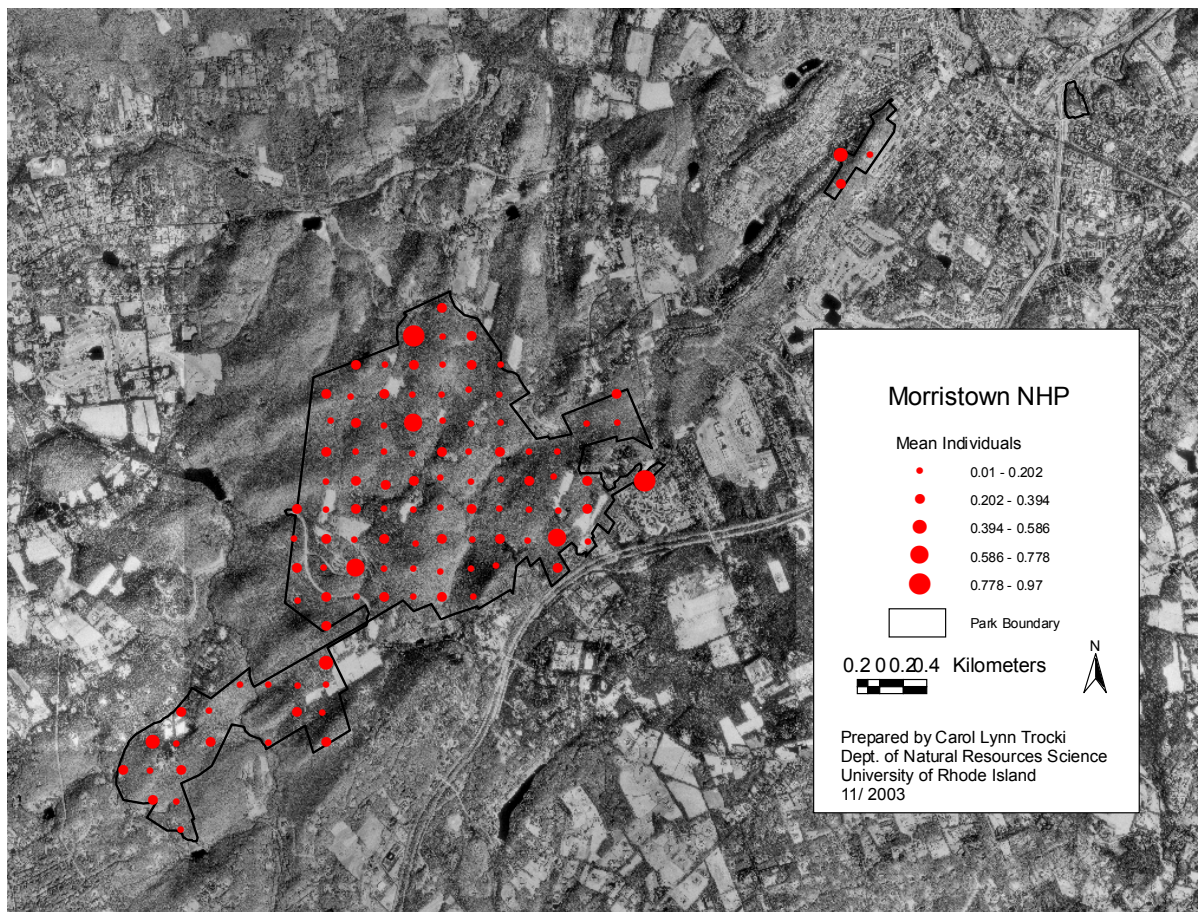 Morristown NHP
Mean Individuals
0.01 - 0.202
0.202 - 0.394
0.394 - 0.586
0.586 - 0.778
0.778 - 0.97
Park Boundary
N
0.2 0 0.2 0.4 Kilometers
Prepared by Carol Lynn Trocki
Dept. of Natural Resources Science
University of Rhode Island
11/ 2003